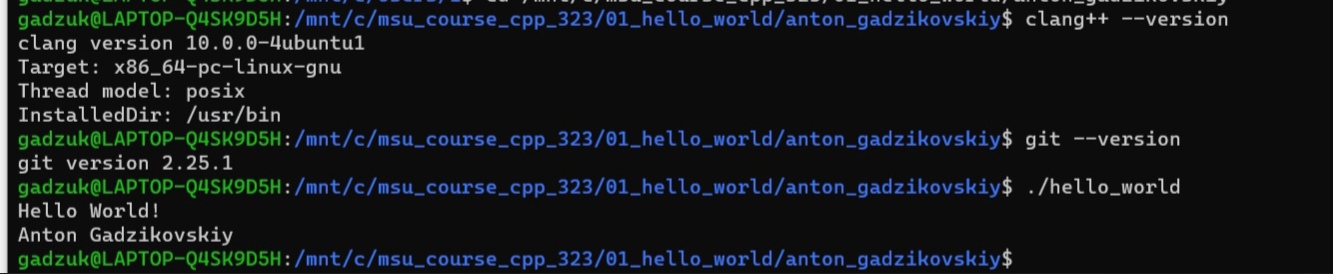 gadzuk@LAPTOP-Q4SK9D5H:/mnt/c/msu_course_cpp_323/01_hello_world/anton_gadzikovskiy$ clang++ --version
clang version 10.0.0-4ubuntu1
Target: x86_64-pc-linux-gnu
Thread model: posix
InstalledDir: /usr/bin
gadzuk@LAPTOP-Q4SK9D5H:/mnt/c/msu_course_cpp_323/01_hello_world/anton_gadzikovskiy$ git --version
git version 2.25.1
gadzuk@LAPTOP-Q4SK9D5H:/mnt/c/msu_course_cpp_323/01_hello_world/anton_gadzikovskiy$ ./hello_world
Hello World!
Anton Gadzikovskiy
gadzuk@LAPTOP-Q4SK9D5H:/mnt/c/msu_course_cpp_323/01_hello_world/anton_gadzikovskiy$